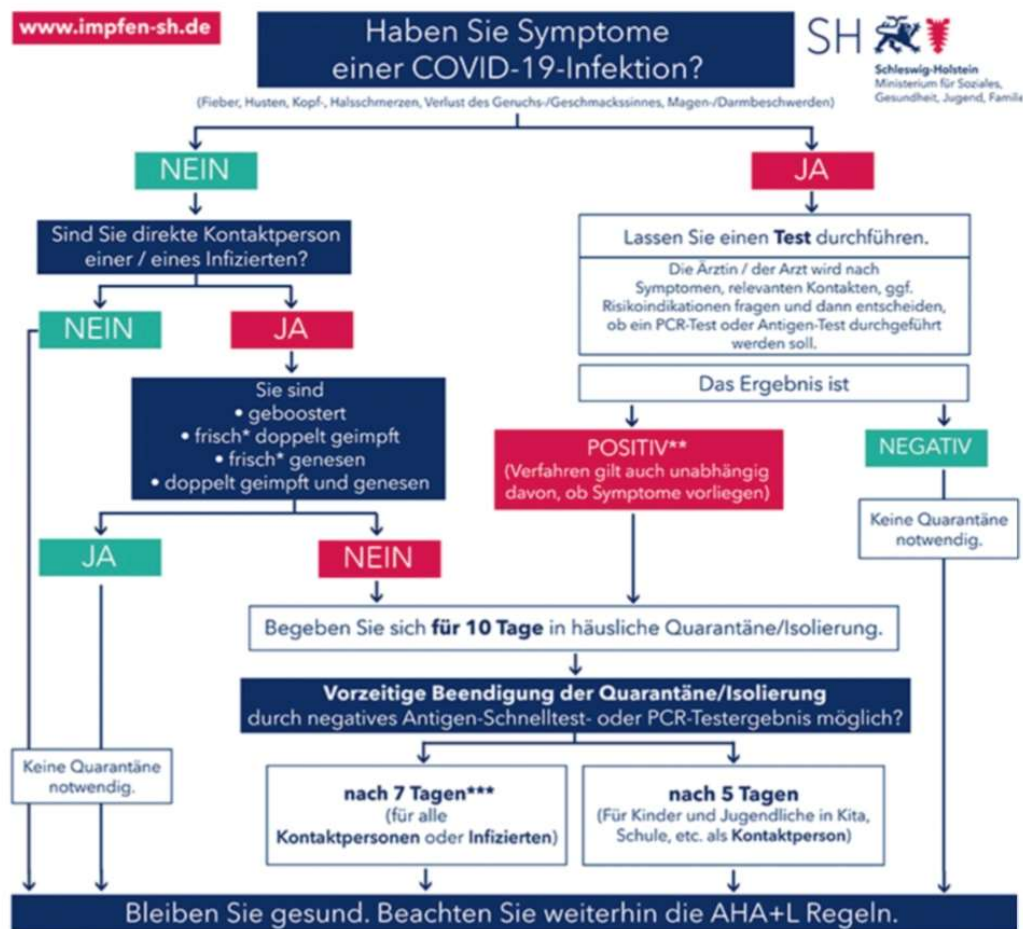 www.impfen-sh.de
Haben Sie Symptome
einer COVID-19-Infektion?
(Fieber, Husten, Kopf-, Halsschmerzen, Verlust des Geruchs-/Geschmackssinnes, Magen-/Darmbeschwerden)
SH
Schleswig-Holstein
Ministerium für Soziales,
Gesundheit, Jugend, Familie
NEIN
JA
Sind Sie direkte Kontaktperson
einer / eines Infizierten?
NEIN
JA
Sie sind
• geboostert
• frisch* doppelt geimpft
• frisch* genesen
• doppelt geimpft und genesen
JA
NEIN
Lassen Sie einen Test durchführen.
Die Ärztin / der Arzt wird nach
Symptomen, relevanten Kontakten, ggf.
Risikoindikationen fragen und dann entscheiden,
ob ein PCR-Test oder Antigen-Test durchgeführt
werden soll.
Das Ergebnis ist
POSITIV**
(Verfahren gilt auch unabhängig
davon, ob Symptome vorliegen)
NEGATIV
Keine Quarantäne
notwendig.
Begeben Sie sich für 10 Tage in häusliche Quarantäne/Isolierung.
Vorzeitige Beendigung der Quarantäne/Isolierung
durch negatives Antigen-Schnelltest- oder PCR-Testergebnis möglich?
Keine Quarantäne
notwendig.
nach 7 Tagen***
(für alle
Kontaktpersonen oder Infizierten)
nach 5 Tagen
(Für Kinder und Jugendliche in Kita,
Schule, etc. als Kontaktperson)
Bleiben Sie gesund. Beachten Sie weiterhin die AHA+L Regeln.